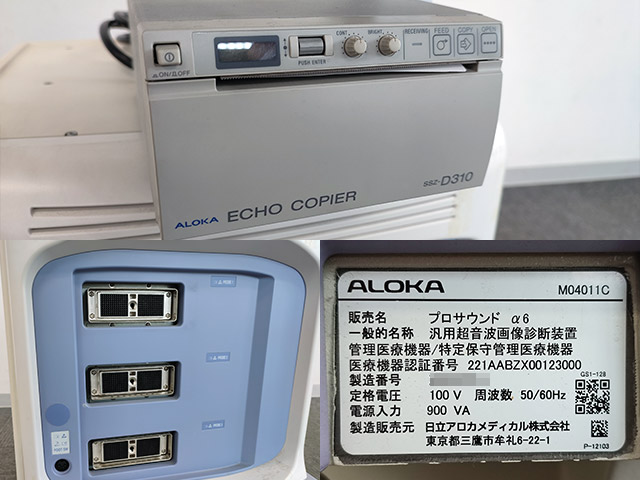 CONT
BRIGHT
RECEIVING
FEED
COPY
OPEN
PUSH ENTER
ON/OFF
ALOKA ECHO COPIER
SSZ-D310
ALOKA
M04011C
販売名 プロサウンド α6
一般的名称 汎用超音波画像診断装置
管理医療機器/特定保守管理医療機器
医療機器認証番号 221AABZX00123000
GS1-128
製造番号
定格電圧 100 V 周波数 50/60Hz
電源入力 900 VA
製造販売元 日立アロカメディカル株式会社
東京都三鷹市牟礼6-22-1
P-12103